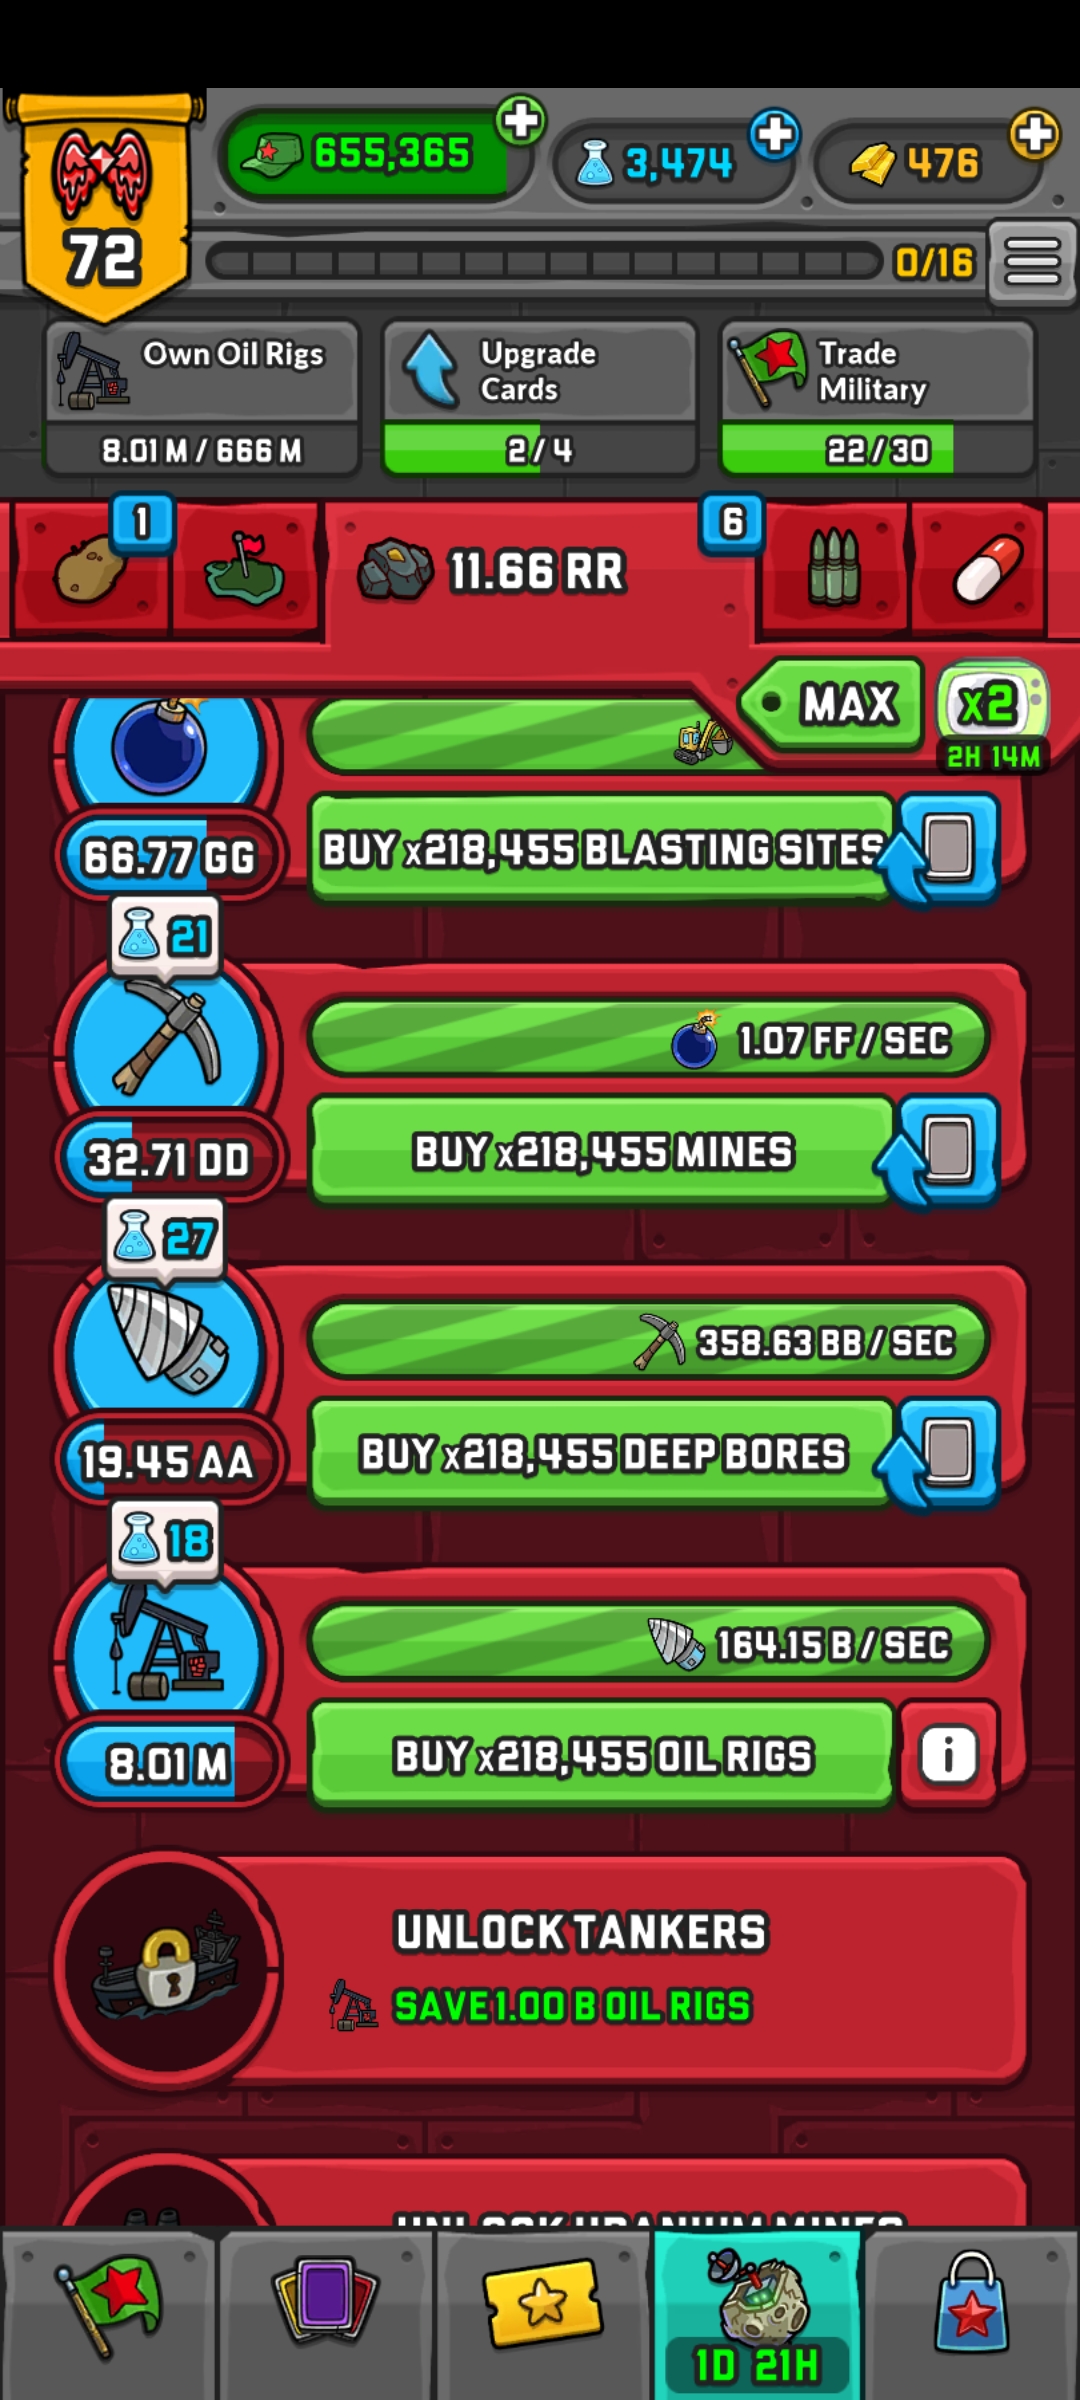 655,365
3,474
476
72
0/16
Own Oil Rigs
8.01 M / 666 M
Upgrade
Cards
2/4
Trade
Military
22/30
1
11.66 RR
6
MAX
x2
2H 14M
66.77 GG
BUY x218,455 BLASTING SITES
21
1.07 FF / SEC
32.71 DD
BUY x218,455 MINES
27
358.63 BB / SEC
19.45 AA
BUY x218,455 DEEP BORES
18
164.15 B / SEC
8.01 M
BUY x218,455 OIL RIGS
i
UNLOCK TANKERS
SAVE 1.00 B OIL RIGS
UNLOCK URANIUM MINES
1D 21H